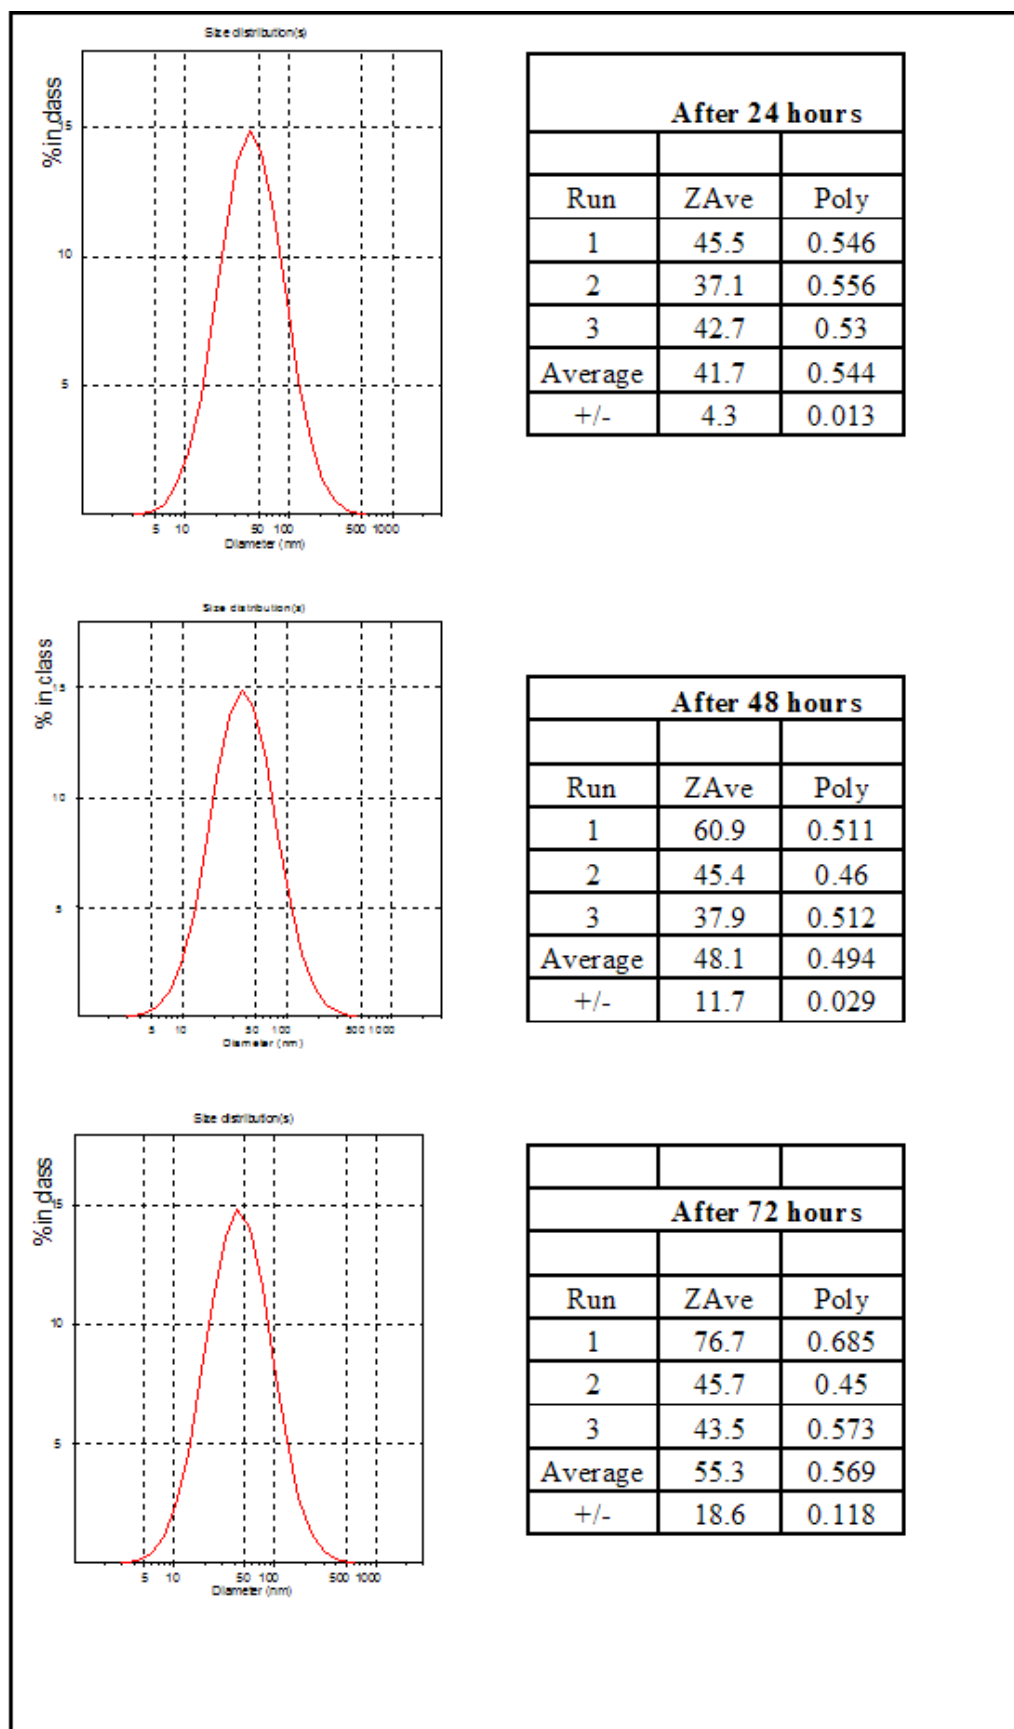 Size distribution(s)
% in class
15
10
5
5 10 50 100 500 1000
Diameter (nm)
After 24 hours
Run ZAve Poly
1 45.5 0.546
2 37.1 0.556
3 42.7 0.53
Average 41.7 0.544
+/- 4.3 0.013
Size distribution(s)
% in class
15
10
5
5 10 50 100 500 1000
Diameter (nm)
After 48 hours
Run ZAve Poly
1 60.9 0.511
2 45.4 0.46
3 37.9 0.512
Average 48.1 0.494
+/- 11.7 0.029
Size distribution(s)
% in class
15
10
5
5 10 50 100 500 1000
Diameter (nm)
After 72 hours
Run ZAve Poly
1 76.7 0.685
2 45.7 0.45
3 43.5 0.573
Average 55.3 0.569
+/- 18.6 0.118